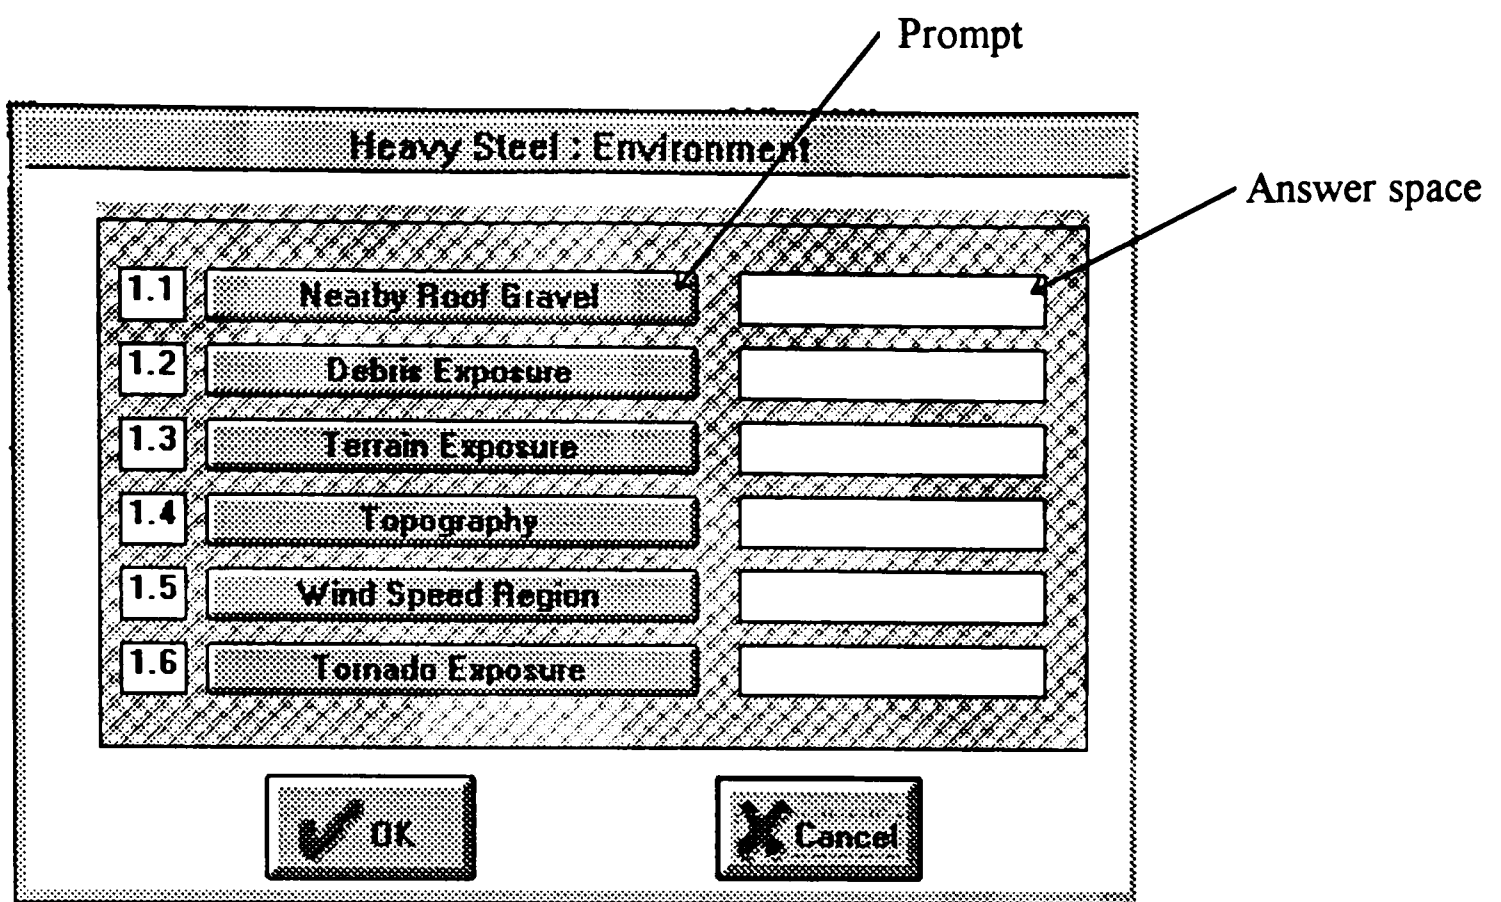 Prompt
Heavy Steel : Environment
Answer space
1.1 Nearby Roof Gravel
1.2 Debris Exposure
1.3 Terrain Exposure
1.4 Topography
1.5 Wind Speed Region
1.6 Tornado Exposure
OK Cancel